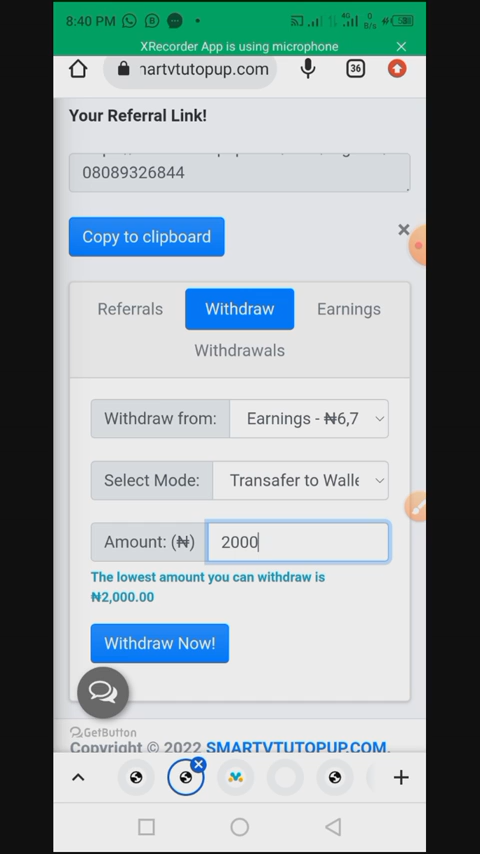 8:40 PM
4G
0
B/s
XRecorder App is using microphone
nartvtutopup.com
36
Your Referral Link!
08089326844
Copy to clipboard
Referrals
Withdraw
Earnings
Withdrawals
Withdraw from:
Earnings - ₦6,7
Select Mode:
Transafer to Walle
Amount: (₦)
2000
The lowest amount you can withdraw is
₦2,000.00
Withdraw Now!
GetButton
Copyright © 2022 SMARTVTUTOPUP.COM.